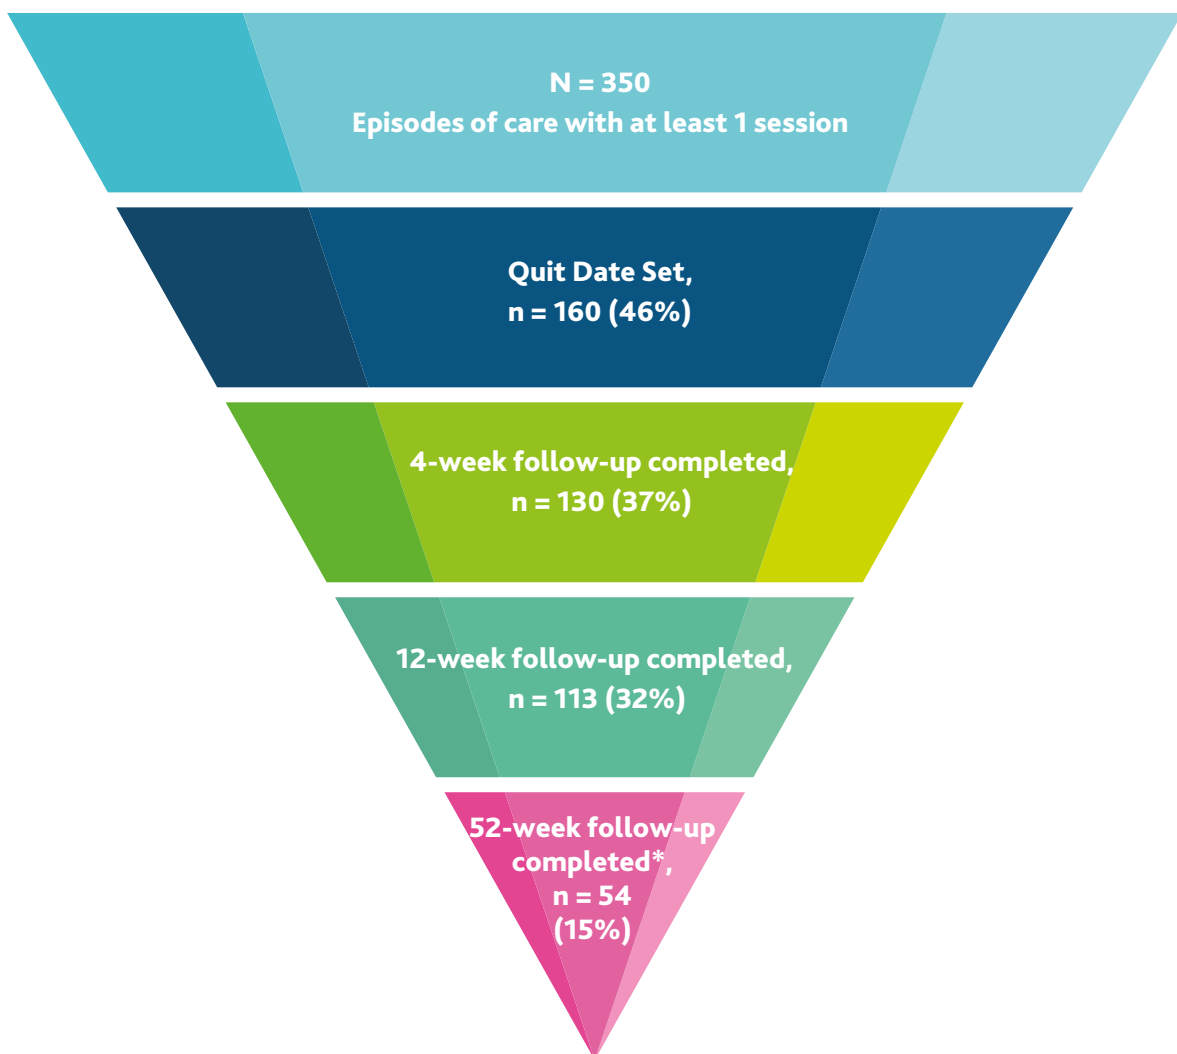 N = 350
Episodes of care with at least 1 session
Quit Date Set,
n = 160 (46%)
4-week follow-up completed,
n = 130 (37%)
12-week follow-up completed,
n = 113 (32%)
52-week follow-up
completed*,
n = 54
(15%)